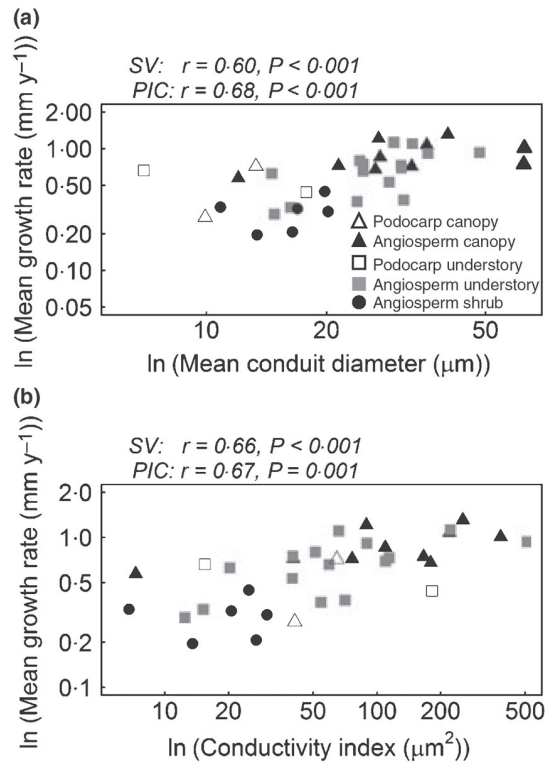 (a)
SV: r = 0·60, P < 0·001
PIC: r = 0·68, P < 0·001
ln (Mean growth rate (mm y⁻¹))
2·00
1·00
0·50
0·20
0·10
0·05
Podocarp canopy
Angiosperm canopy
Podocarp understory
Angiosperm understory
Angiosperm shrub
10 20 50
ln (Mean conduit diameter (μm))
(b)
SV: r = 0·66, P < 0·001
PIC: r = 0·67, P = 0·001
ln (Mean growth rate (mm y⁻¹))
2·0
1·0
0·5
0·2
0·1
10 20 50 100 200 500
ln (Conductivity index (μm²))